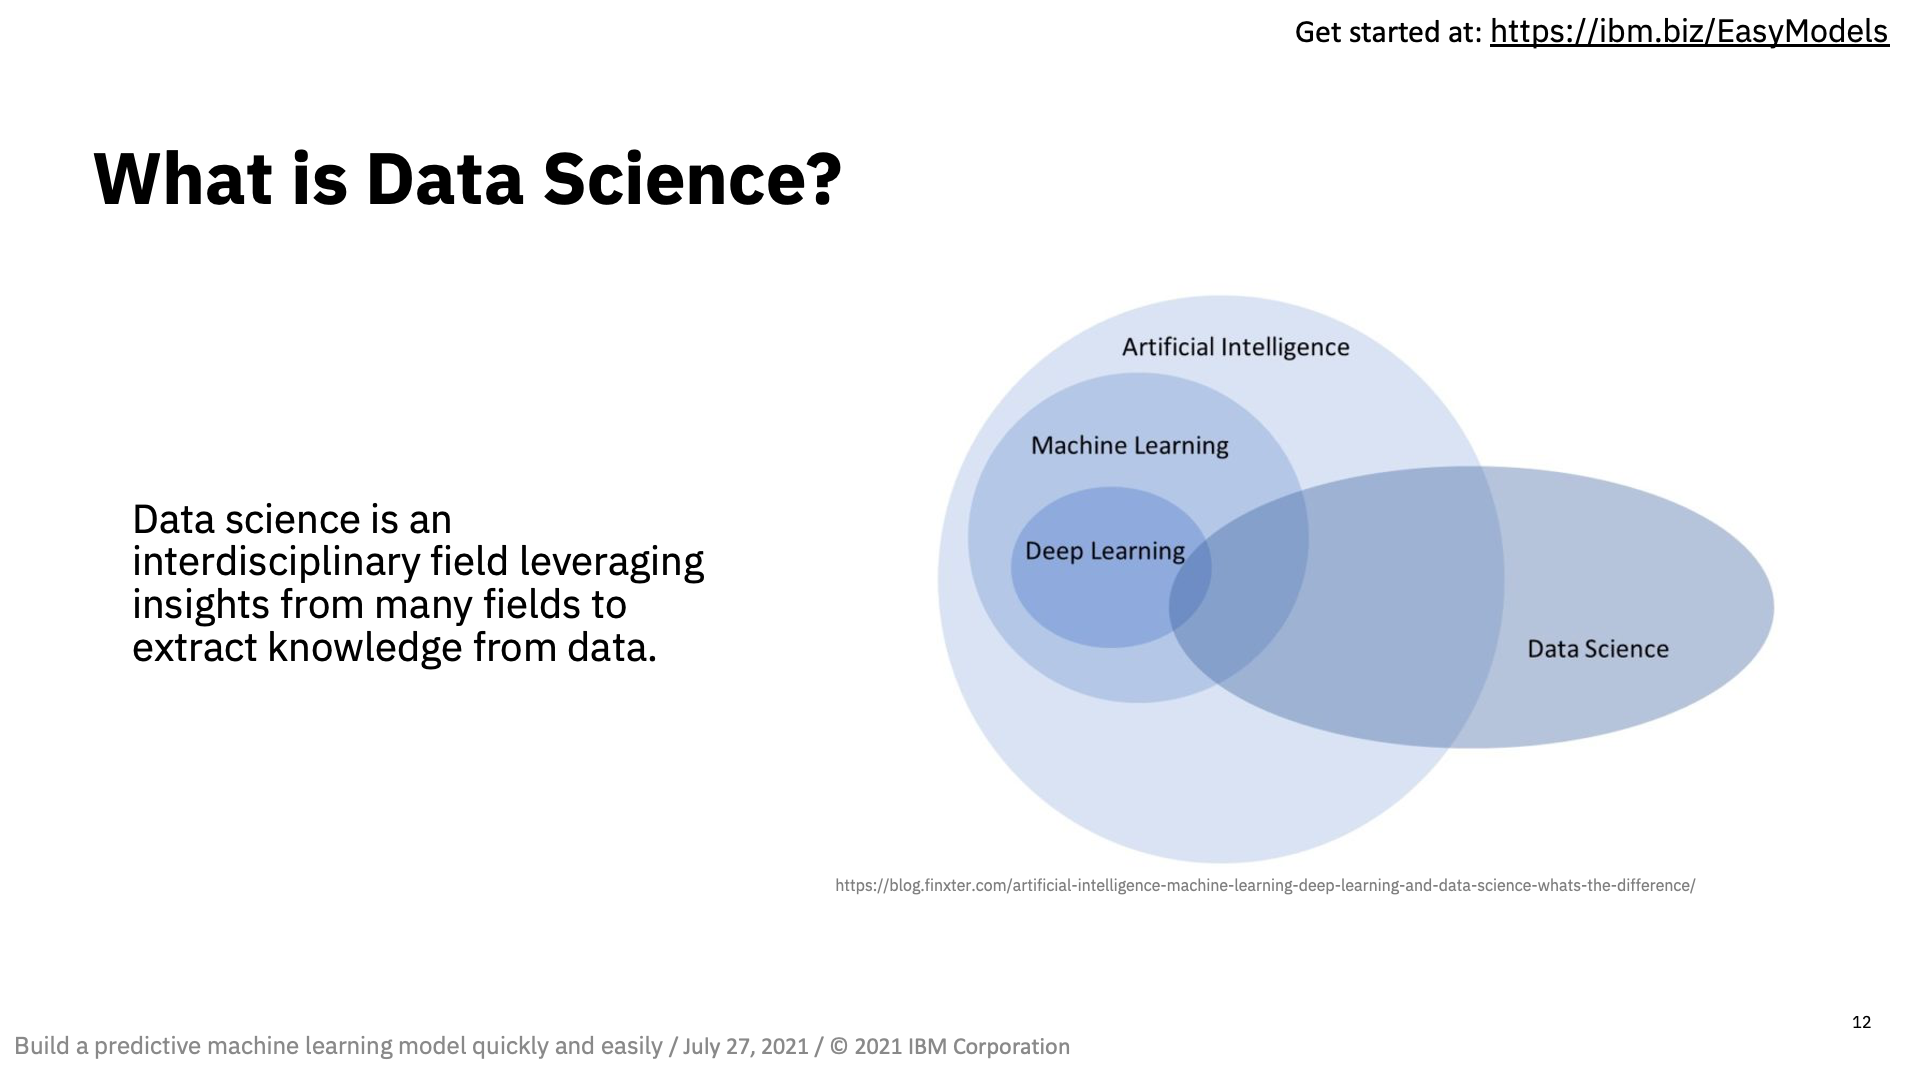 Get started at: https://ibm.biz/EasyModels
What is Data Science?
Data science is an
interdisciplinary field leveraging
insights from many fields to
extract knowledge from data.
Artificial Intelligence
Machine Learning
Deep Learning
Data Science
https://blog.finxter.com/artificial-intelligence-machine-learning-deep-learning-and-data-science-whats-the-difference/
12
Build a predictive machine learning model quickly and easily / July 27, 2021 / © 2021 IBM Corporation